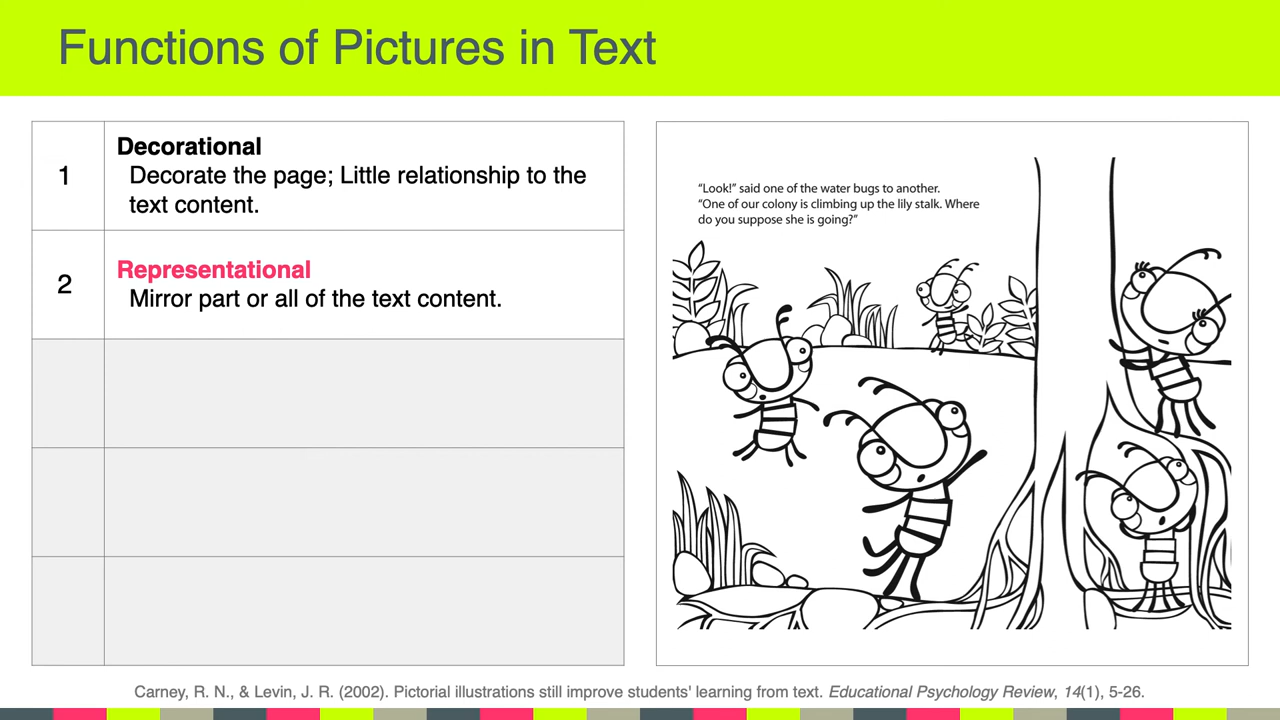 Functions of Pictures in Text
1
Decorational
Decorate the page; Little relationship to the
text content.
2
Representational
Mirror part or all of the text content.
“Look!” said one of the water bugs to another.
“One of our colony is climbing up the lily stalk. Where
do you suppose she is going?”
Carney, R. N., & Levin, J. R. (2002). Pictorial illustrations still improve students' learning from text. Educational Psychology Review, 14(1), 5-26.